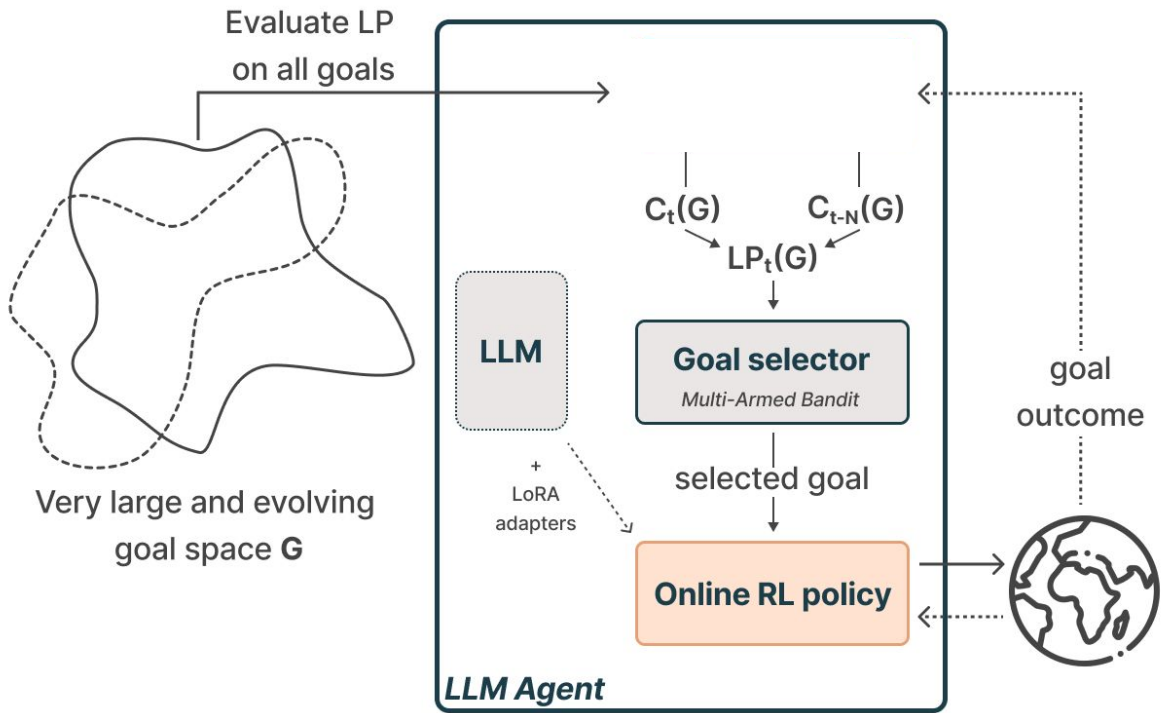 Evaluate LP
on all goals
Very large and evolving
goal space G
Cₜ(G)
Cₜ₋N(G)
LPₜ(G)
LLM
+
LoRA
adapters
Goal selector
Multi-Armed Bandit
selected goal
Online RL policy
LLM Agent
goal
outcome